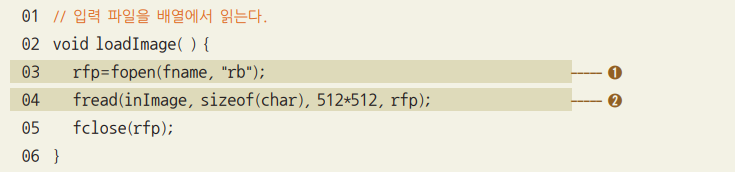 01 // 입력 파일을 배열에서 읽는다.
02 void loadImage( ) {
03 rfp=fopen(fname, "rb"); ----- ❶
04 fread(inImage, sizeof(char), 512*512, rfp); ----- ❷
05 fclose(rfp);
06 }